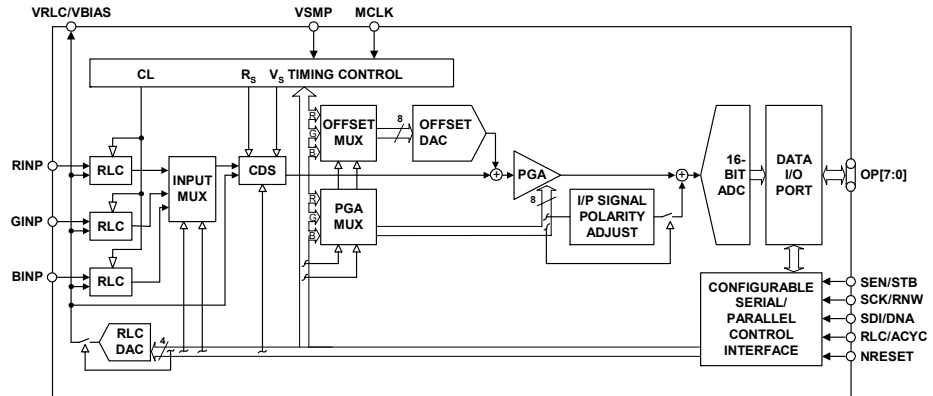 VRLC/VBIAS
VSMP
MCLK
CL
RS
VS
TIMING CONTROL
R
G
B
OFFSET
MUX
8
OFFSET
DAC
RINP
RLC
INPUT
MUX
CDS
PGA
16-
BIT
ADC
DATA
I/O
PORT
OP[7:0]
GINP
RLC
R
G
B
PGA
MUX
8
I/P SIGNAL
POLARITY
ADJUST
BINP
RLC
CONFIGURABLE
SERIAL/
PARALLEL
CONTROL
INTERFACE
SEN/STB
SCK/RNW
SDI/DNA
RLC/ACYC
NRESET
RLC
DAC
4